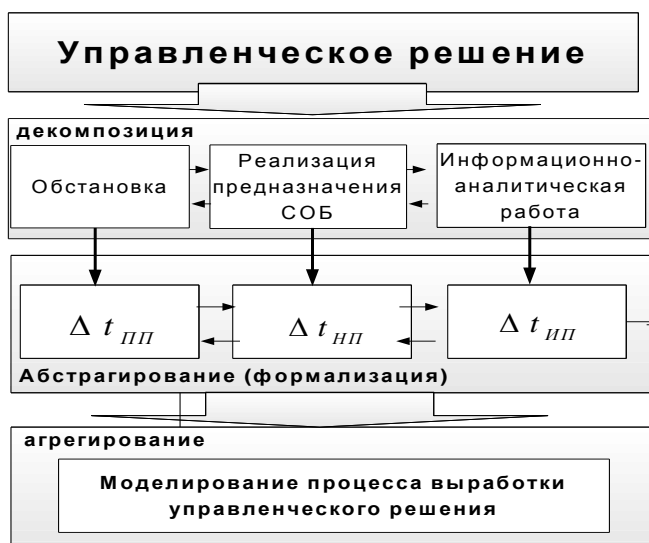 Управленческое решение
декомпозиция
Обстановка
Реализация
предназначения
СОБ
Информационно-
аналитическая
работа
Δ t ПП
Δ t НП
Δ t ИП
Абстрагирование (формализация)
агрегирование
Моделирование процесса выработки
управленческого решения